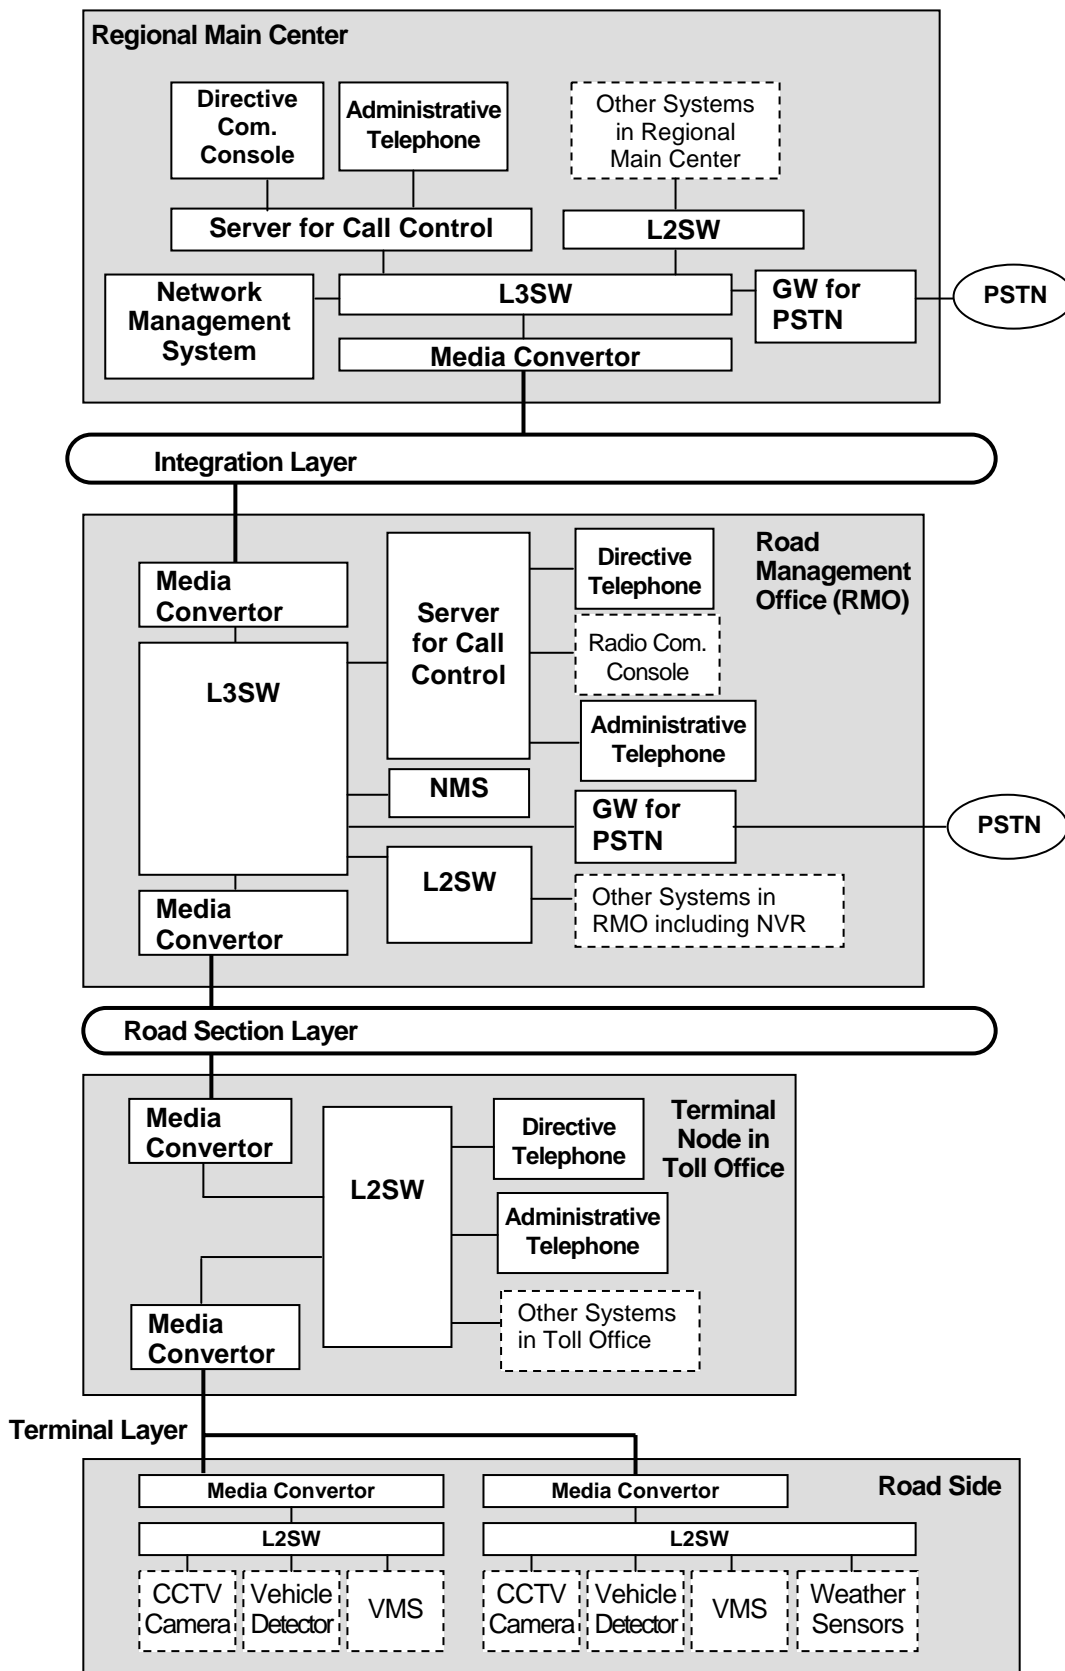 Regional Main Center
Directive
Com.
Console
Administrative
Telephone
Other Systems
in Regional
Main Center
Server for Call Control
L2SW
Network
Management
System
L3SW
GW for
PSTN
PSTN
Media Convertor
Integration Layer
Road
Management
Office (RMO)
Media
Convertor
Server
for Call
Control
Directive
Telephone
Radio Com.
Console
L3SW
Administrative
Telephone
NMS
GW for
PSTN
PSTN
L2SW
Other Systems in
RMO including NVR
Media
Convertor
Road Section Layer
Terminal
Node in
Toll Office
Media
Convertor
L2SW
Directive
Telephone
Administrative
Telephone
Other Systems
in Toll Office
Media
Convertor
Terminal Layer
Road Side
Media Convertor
Media Convertor
L2SW
L2SW
CCTV
Camera
Vehicle
Detector
VMS
CCTV
Camera
Vehicle
Detector
VMS
Weather
Sensors